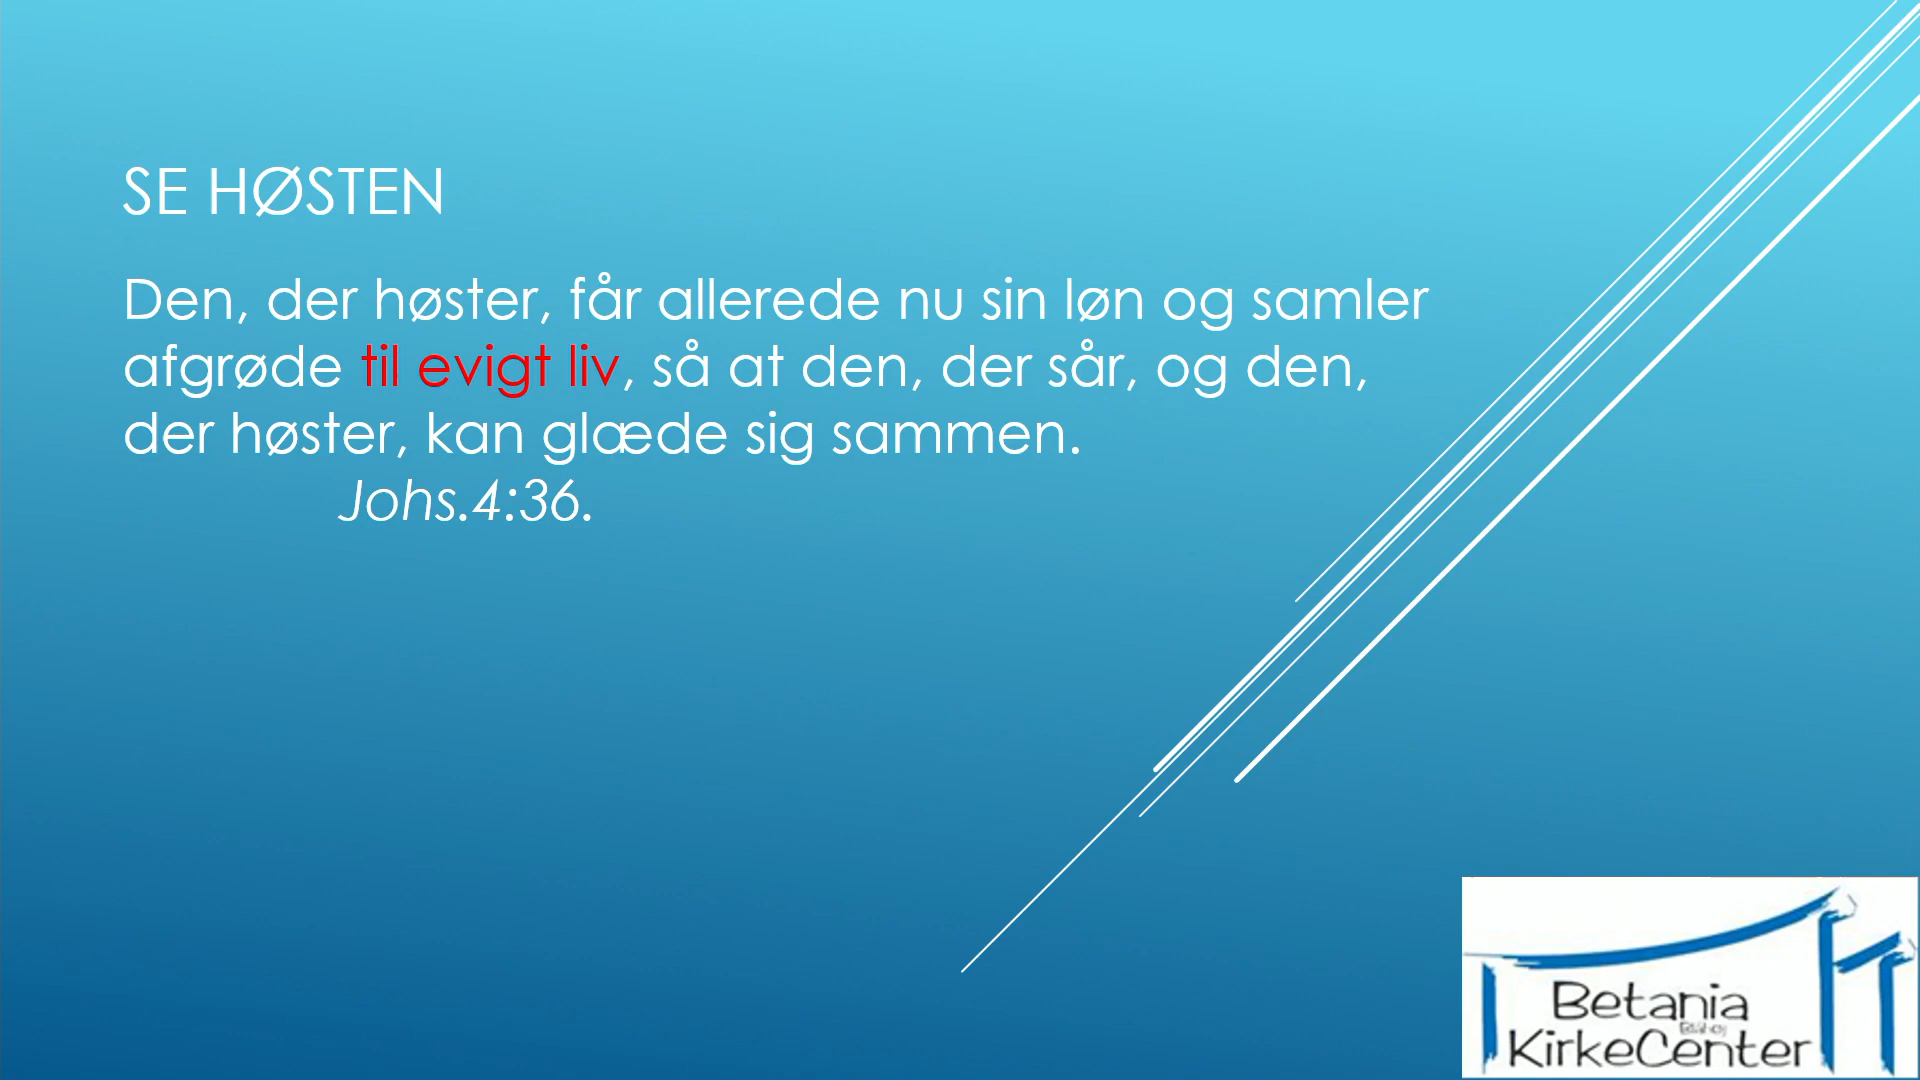 SE HØSTEN
Den, der høster, får allerede nu sin løn og samler
afgrøde til evigt liv, så at den, der sår, og den,
der høster, kan glæde sig sammen.
Johs.4:36.
Betania
KirkeCenter